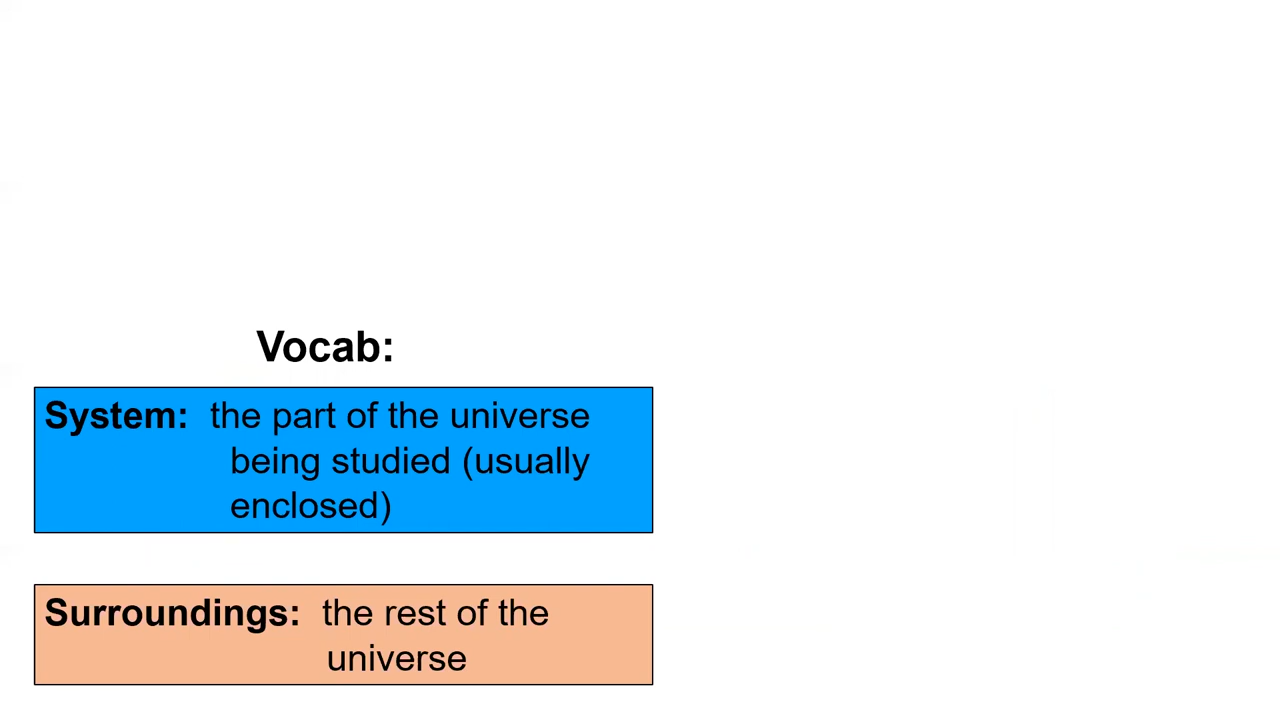 Vocab:
System: the part of the universe
being studied (usually
enclosed)
Surroundings: the rest of the
universe